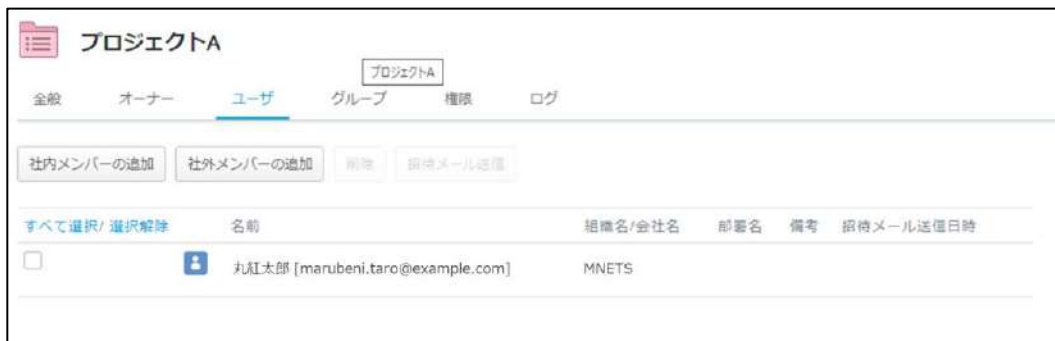 プロジェクトA
プロジェクトA
全般 オーナー ユーザ グループ 権限 ログ
社内メンバーの追加 社外メンバーの追加 削除 招待メール送信
すべて選択/ 選択解除 名前 組織名/会社名 部署名 備考 招待メール送信日時
丸紅太郎 [marubeni.taro@example.com] MNETS